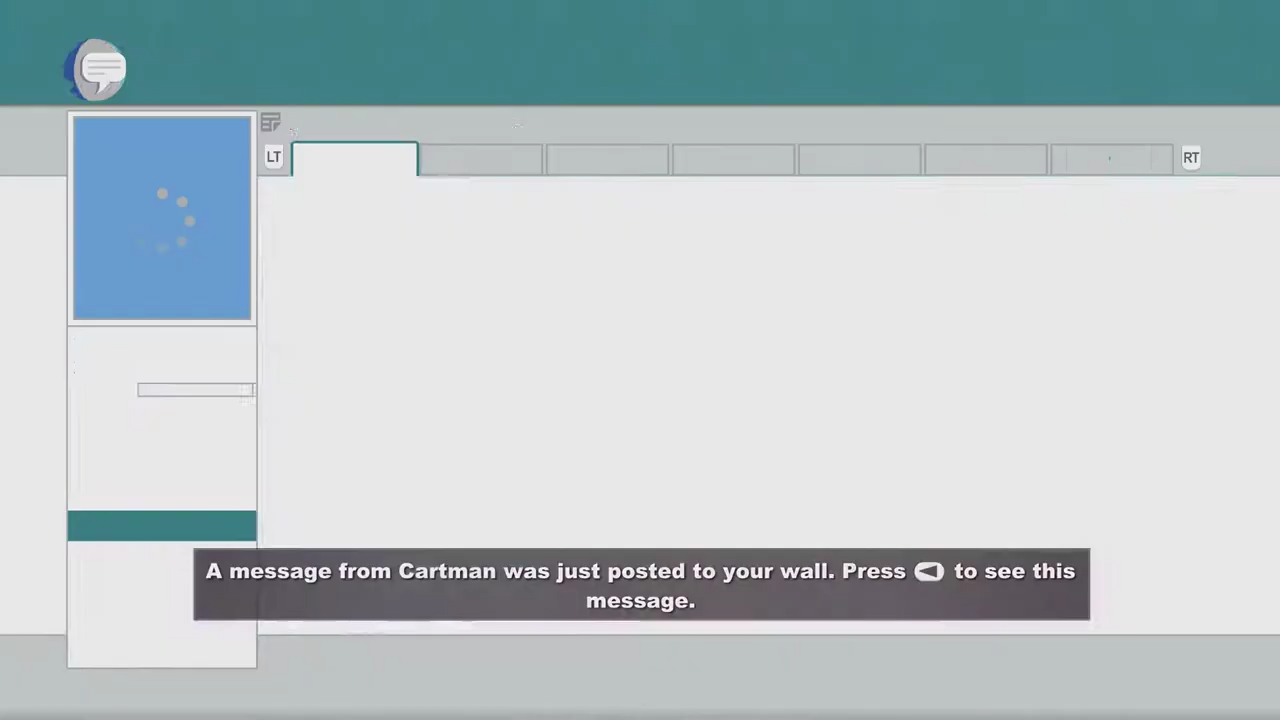 LT
RT
A message from Cartman was just posted to your wall. Press to see this
message.